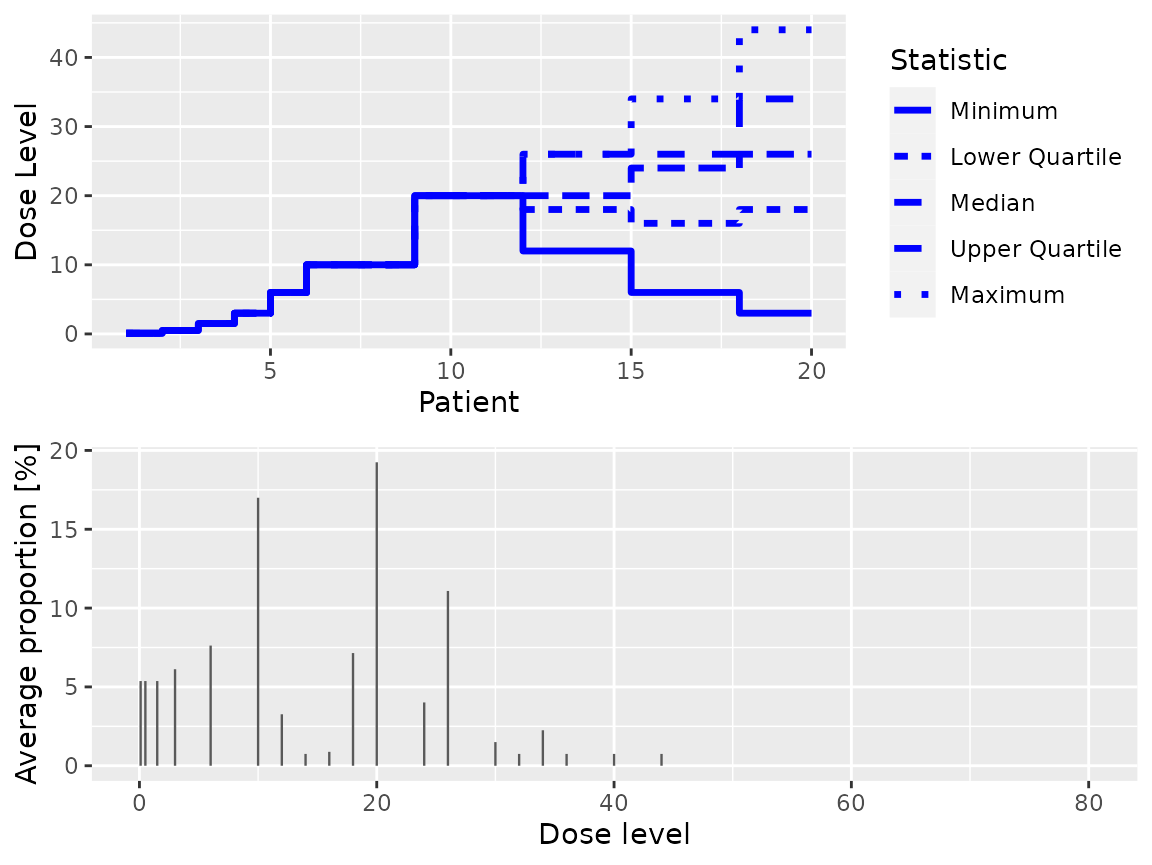 Dose Level
40
30
20
10
0
5
10
15
20
Patient
Statistic
Minimum
Lower Quartile
Median
Upper Quartile
Maximum
Average proportion [%]
20
15
10
5
0
0
20
40
60
80
Dose level